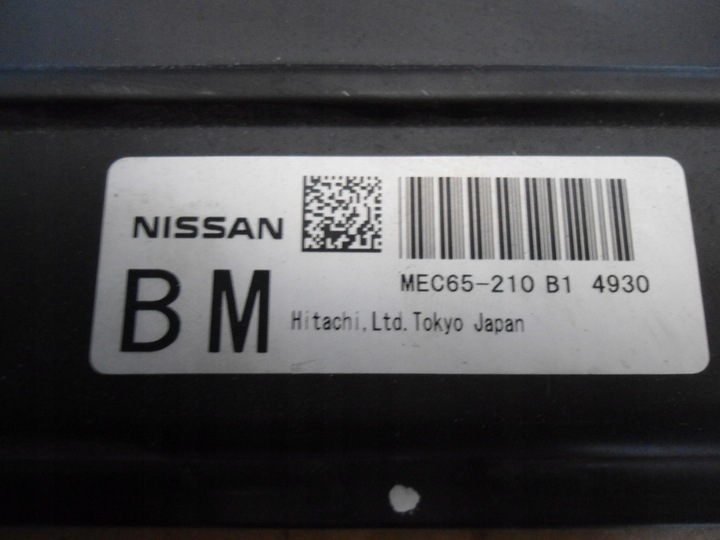 NISSAN
MEC65-210 B1 4930
BM
Hitachi,Ltd.Tokyo Japan